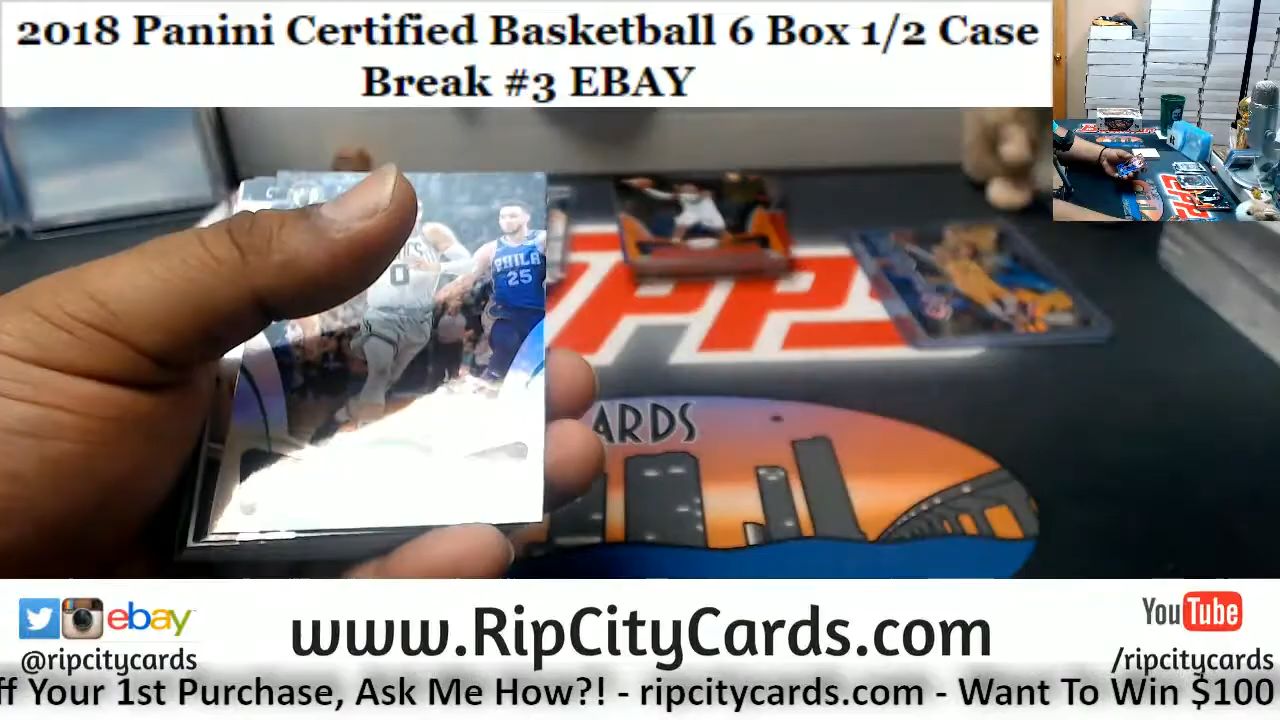 2018 Panini Certified Basketball 6 Box 1/2 Case
Break #3 EBAY
PHILA
25
0
ARDS
ebay
www.RipCityCards.com
YouTube
@ripcitycards
/ripcitycards
ff Your 1st Purchase, Ask Me How?! - ripcitycards.com - Want To Win $100